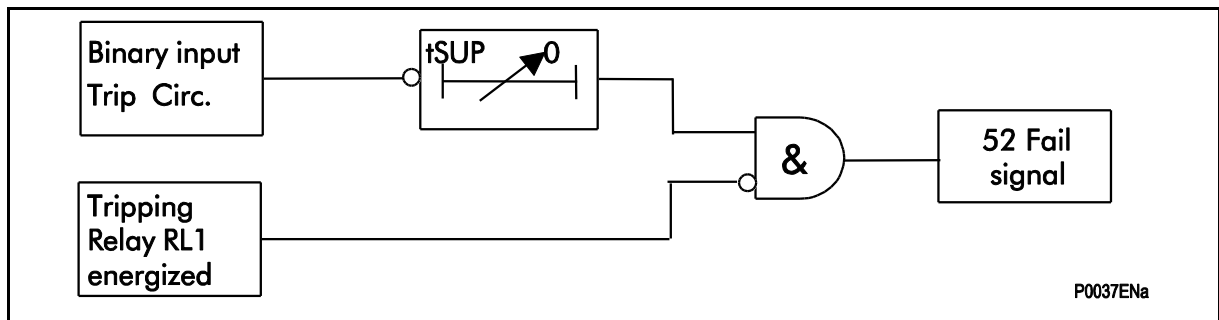 Binary input
Trip Circ.
tSUP 0
&
52 Fail
signal
Tripping
Relay RL1
energized
P0037ENa